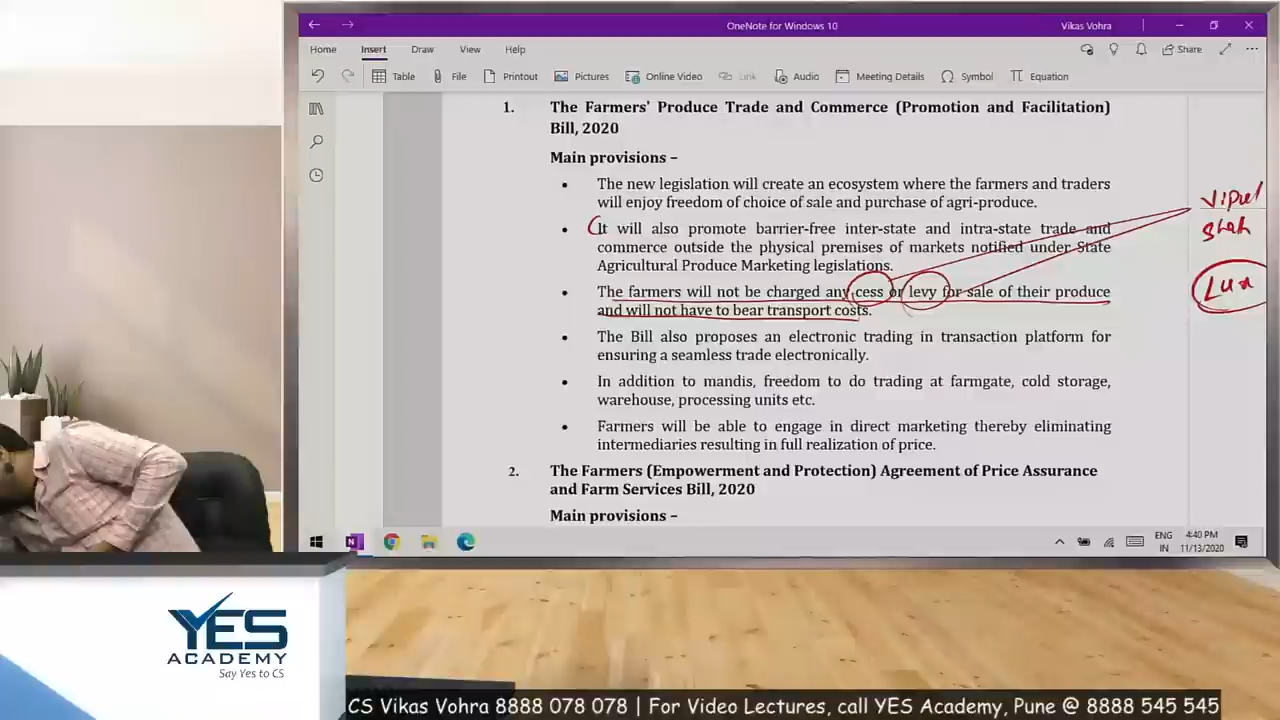 OneNote for Windows 10
Vikas Vohra
Home Insert Draw View Help
Share
Table File Printout Pictures Online Video Link Audio Meeting Details Symbol Equation
1. The Farmers' Produce Trade and Commerce (Promotion and Facilitation)
Bill, 2020
Main provisions –
• The new legislation will create an ecosystem where the farmers and traders
will enjoy freedom of choice of sale and purchase of agri-produce.
• It will also promote barrier-free inter-state and intra-state trade and
commerce outside the physical premises of markets notified under State
Agricultural Produce Marketing legislations.
• The farmers will not be charged any cess or levy for sale of their produce
and will not have to bear transport costs.
• The Bill also proposes an electronic trading in transaction platform for
ensuring a seamless trade electronically.
• In addition to mandis, freedom to do trading at farmgate, cold storage,
warehouse, processing units etc.
• Farmers will be able to engage in direct marketing thereby eliminating
intermediaries resulting in full realization of price.
2. The Farmers (Empowerment and Protection) Agreement of Price Assurance
and Farm Services Bill, 2020
Main provisions –
Vipul
Shah
Lux
ENG
IN
4:40 PM
11/13/2020
YES
ACADEMY
Say Yes to CS
CS Vikas Vohra 8888 078 078 | For Video Lectures, call YES Academy, Pune @ 8888 545 545